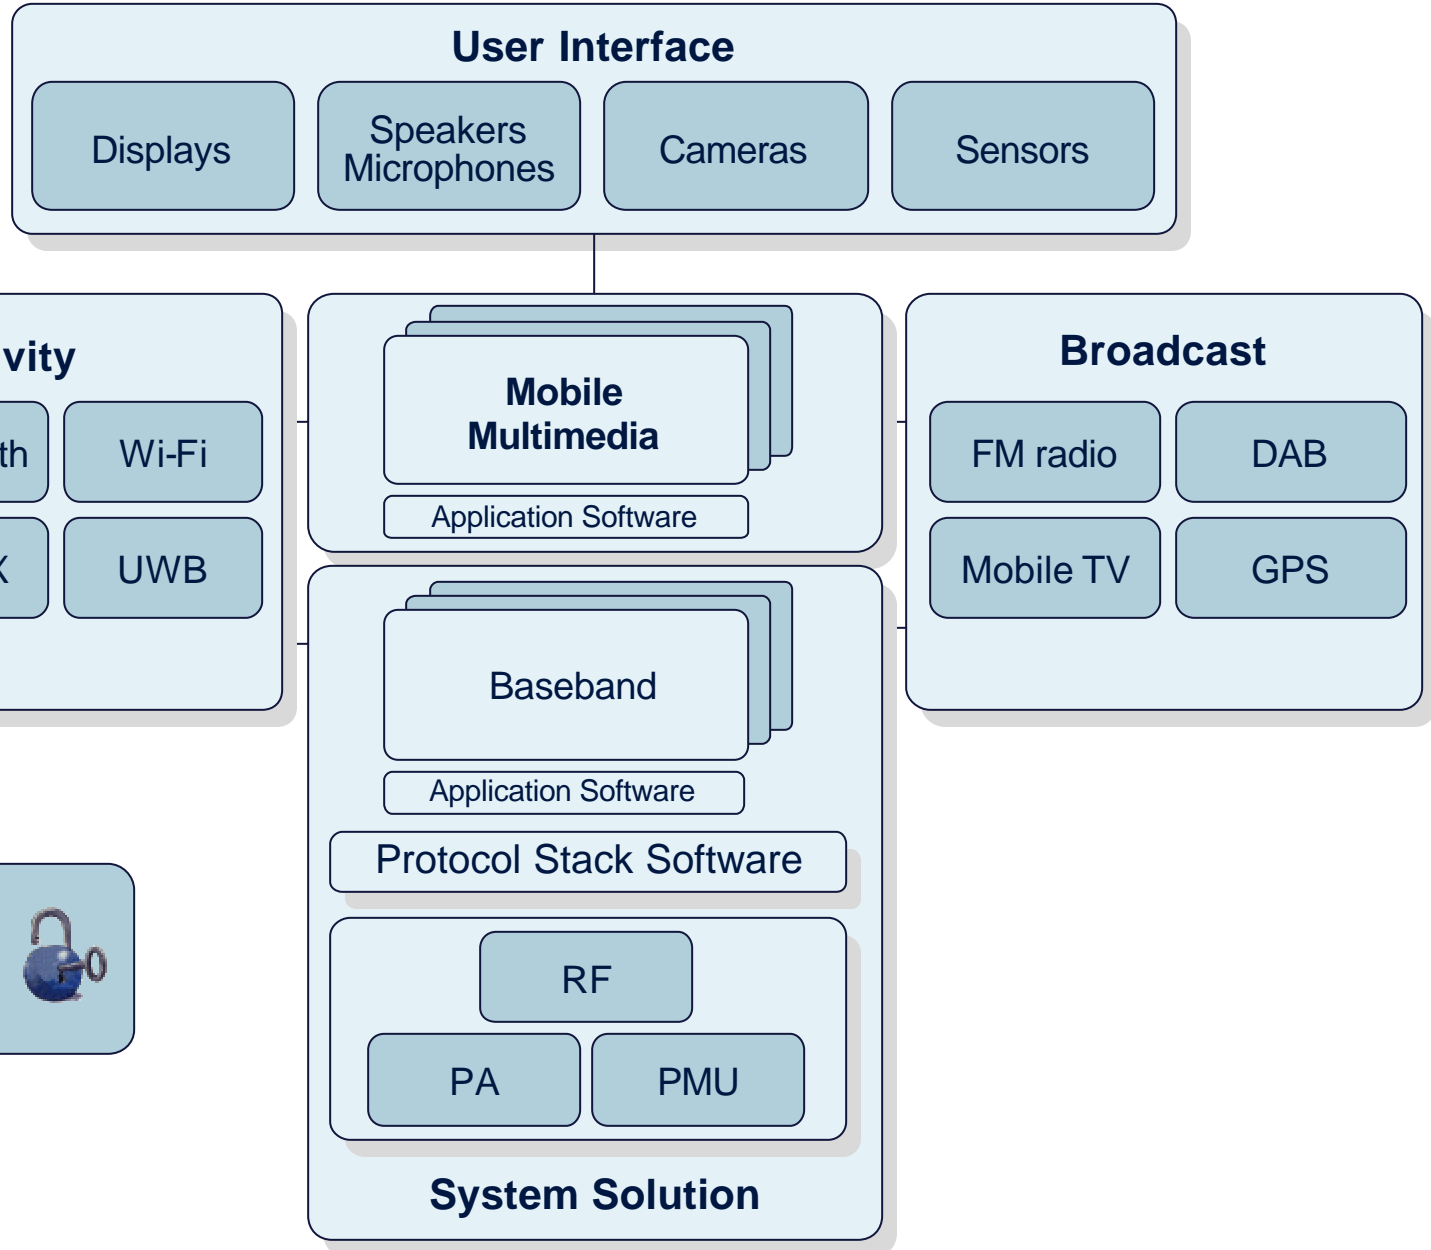 User Interface
Displays
Speakers
Microphones
Cameras
Sensors
vity
th
Wi-Fi
X
UWB
Mobile
Multimedia
Application Software
Broadcast
FM radio
DAB
Mobile TV
GPS
Baseband
Application Software
Protocol Stack Software
RF
PA
PMU
System Solution